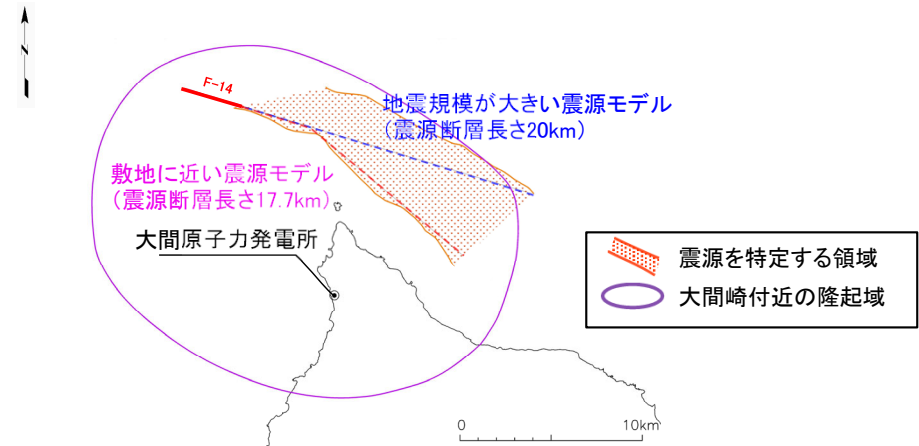 N
F-14
地震規模が大きい震源モデル
（震源断層長さ20km）
敷地に近い震源モデル
（震源断層長さ17.7km）
大間原子力発電所
震源を特定する領域
大間崎付近の隆起域
0
10km